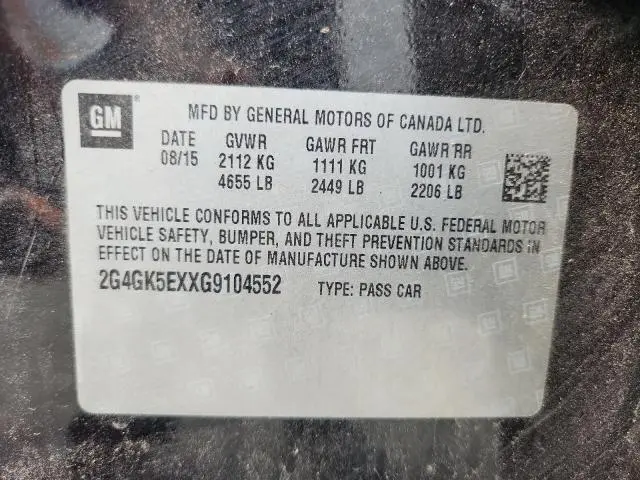 GM ® MFD BY GENERAL MOTORS OF CANADA LTD.
DATE GVWR GAWR FRT GAWR RR
08/15 2112 KG 1111 KG 1001 KG
4655 LB 2449 LB 2206 LB
THIS VEHICLE CONFORMS TO ALL APPLICABLE U.S. FEDERAL MOTOR
VEHICLE SAFETY, BUMPER, AND THEFT PREVENTION STANDARDS IN
EFFECT ON THE DATE OF MANUFACTURE SHOWN ABOVE.
2G4GK5EXXG9104552 TYPE: PASS CAR